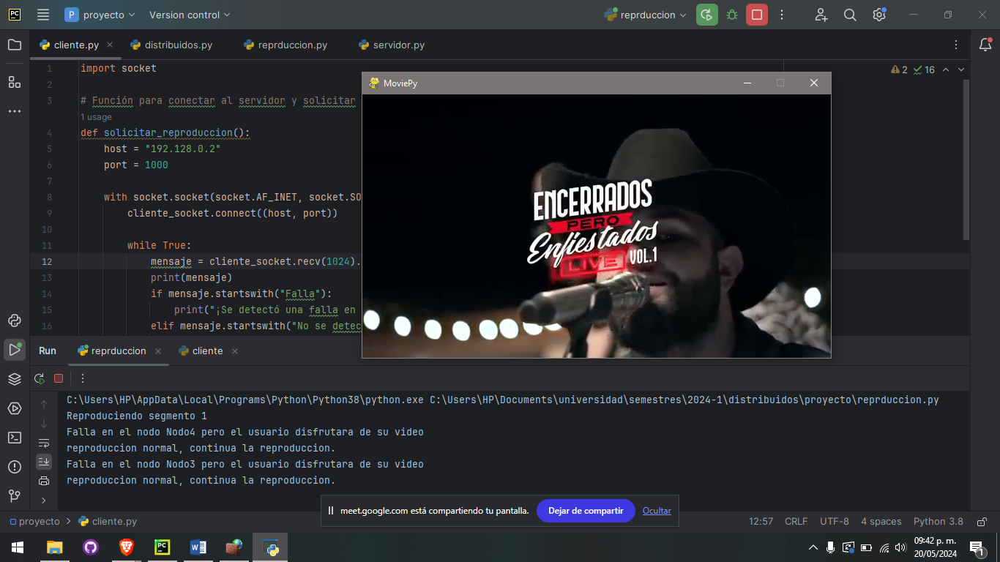 proyecto
Version control
reprduccion
cliente.py
distribuidos.py
reprduccion.py
servidor.py
2 16
1 import socket
2
3 # Función para conectar al servidor y solicitar
1 usage
4 def solicitar_reproduccion():
5 host = "192.128.0.2"
6 port = 1000
7
8 with socket.socket(socket.AF_INET, socket.SO
9 cliente_socket.connect((host, port))
10
11 while True:
12 mensaje = cliente_socket.recv(1024).
13 print(mensaje)
14 if mensaje.startswith("Falla"):
15 print("¡Se detectó una falla en
16 elif mensaje.startswith("No se detec
MoviePy
ENCERRADOS
PERO
Enfiestados
LIVE VOL.1
Run
reprduccion
cliente
C:\Users\HP\AppData\Local\Programs\Python\Python38\python.exe C:\Users\HP\Documents\universidad\semestres\2024-1\distribuidos\proyecto\reprduccion.py
Reproduciendo segmento 1
Falla en el nodo Nodo4 pero el usuario disfrutara de su video
reproduccion normal, continua la reproduccion.
Falla en el nodo Nodo3 pero el usuario disfrutara de su video
reproduccion normal, continua la reproduccion.
meet.google.com está compartiendo tu pantalla.
Dejar de compartir
Ocultar
proyecto > cliente.py
12:57 CRLF UTF-8 4 spaces Python 3.8
09:42 p. m.
20/05/2024
1